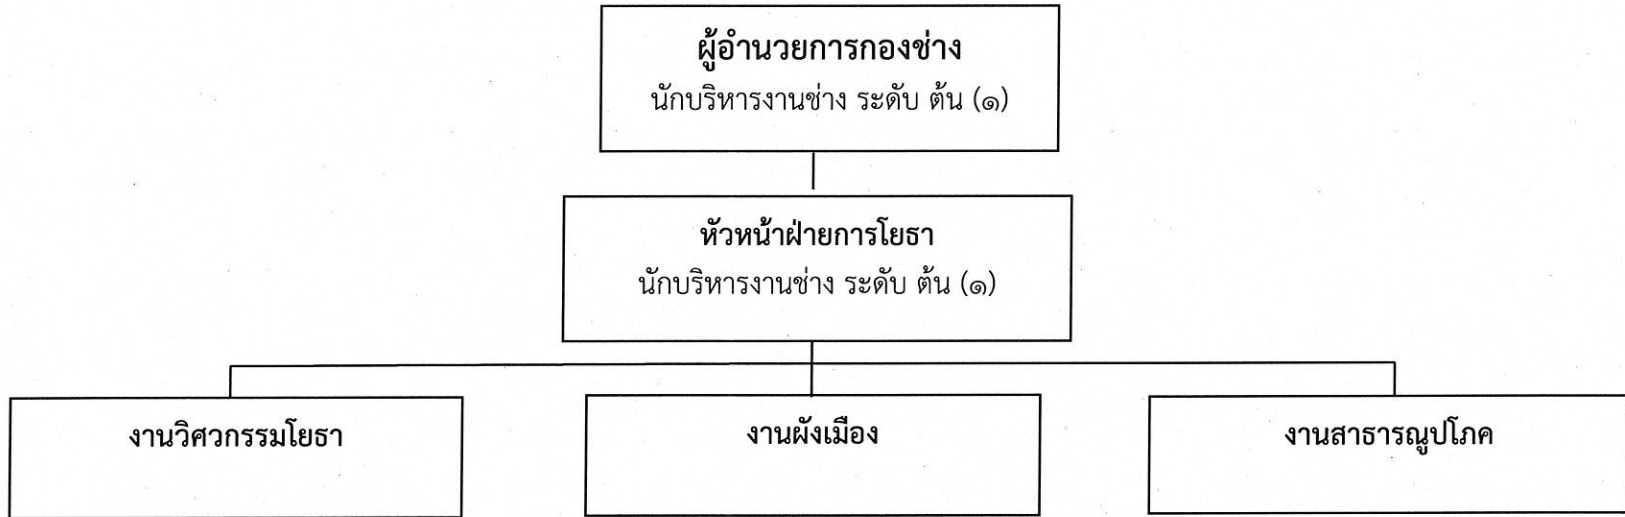 ผู้อำนวยการกองช่าง
นักบริหารงานช่าง ระดับ ต้น (๑)
หัวหน้าฝ่ายการโยธา
นักบริหารงานช่าง ระดับ ต้น (๑)
งานวิศวกรรมโยธา
งานผังเมือง
งานสาธารณูปโภค